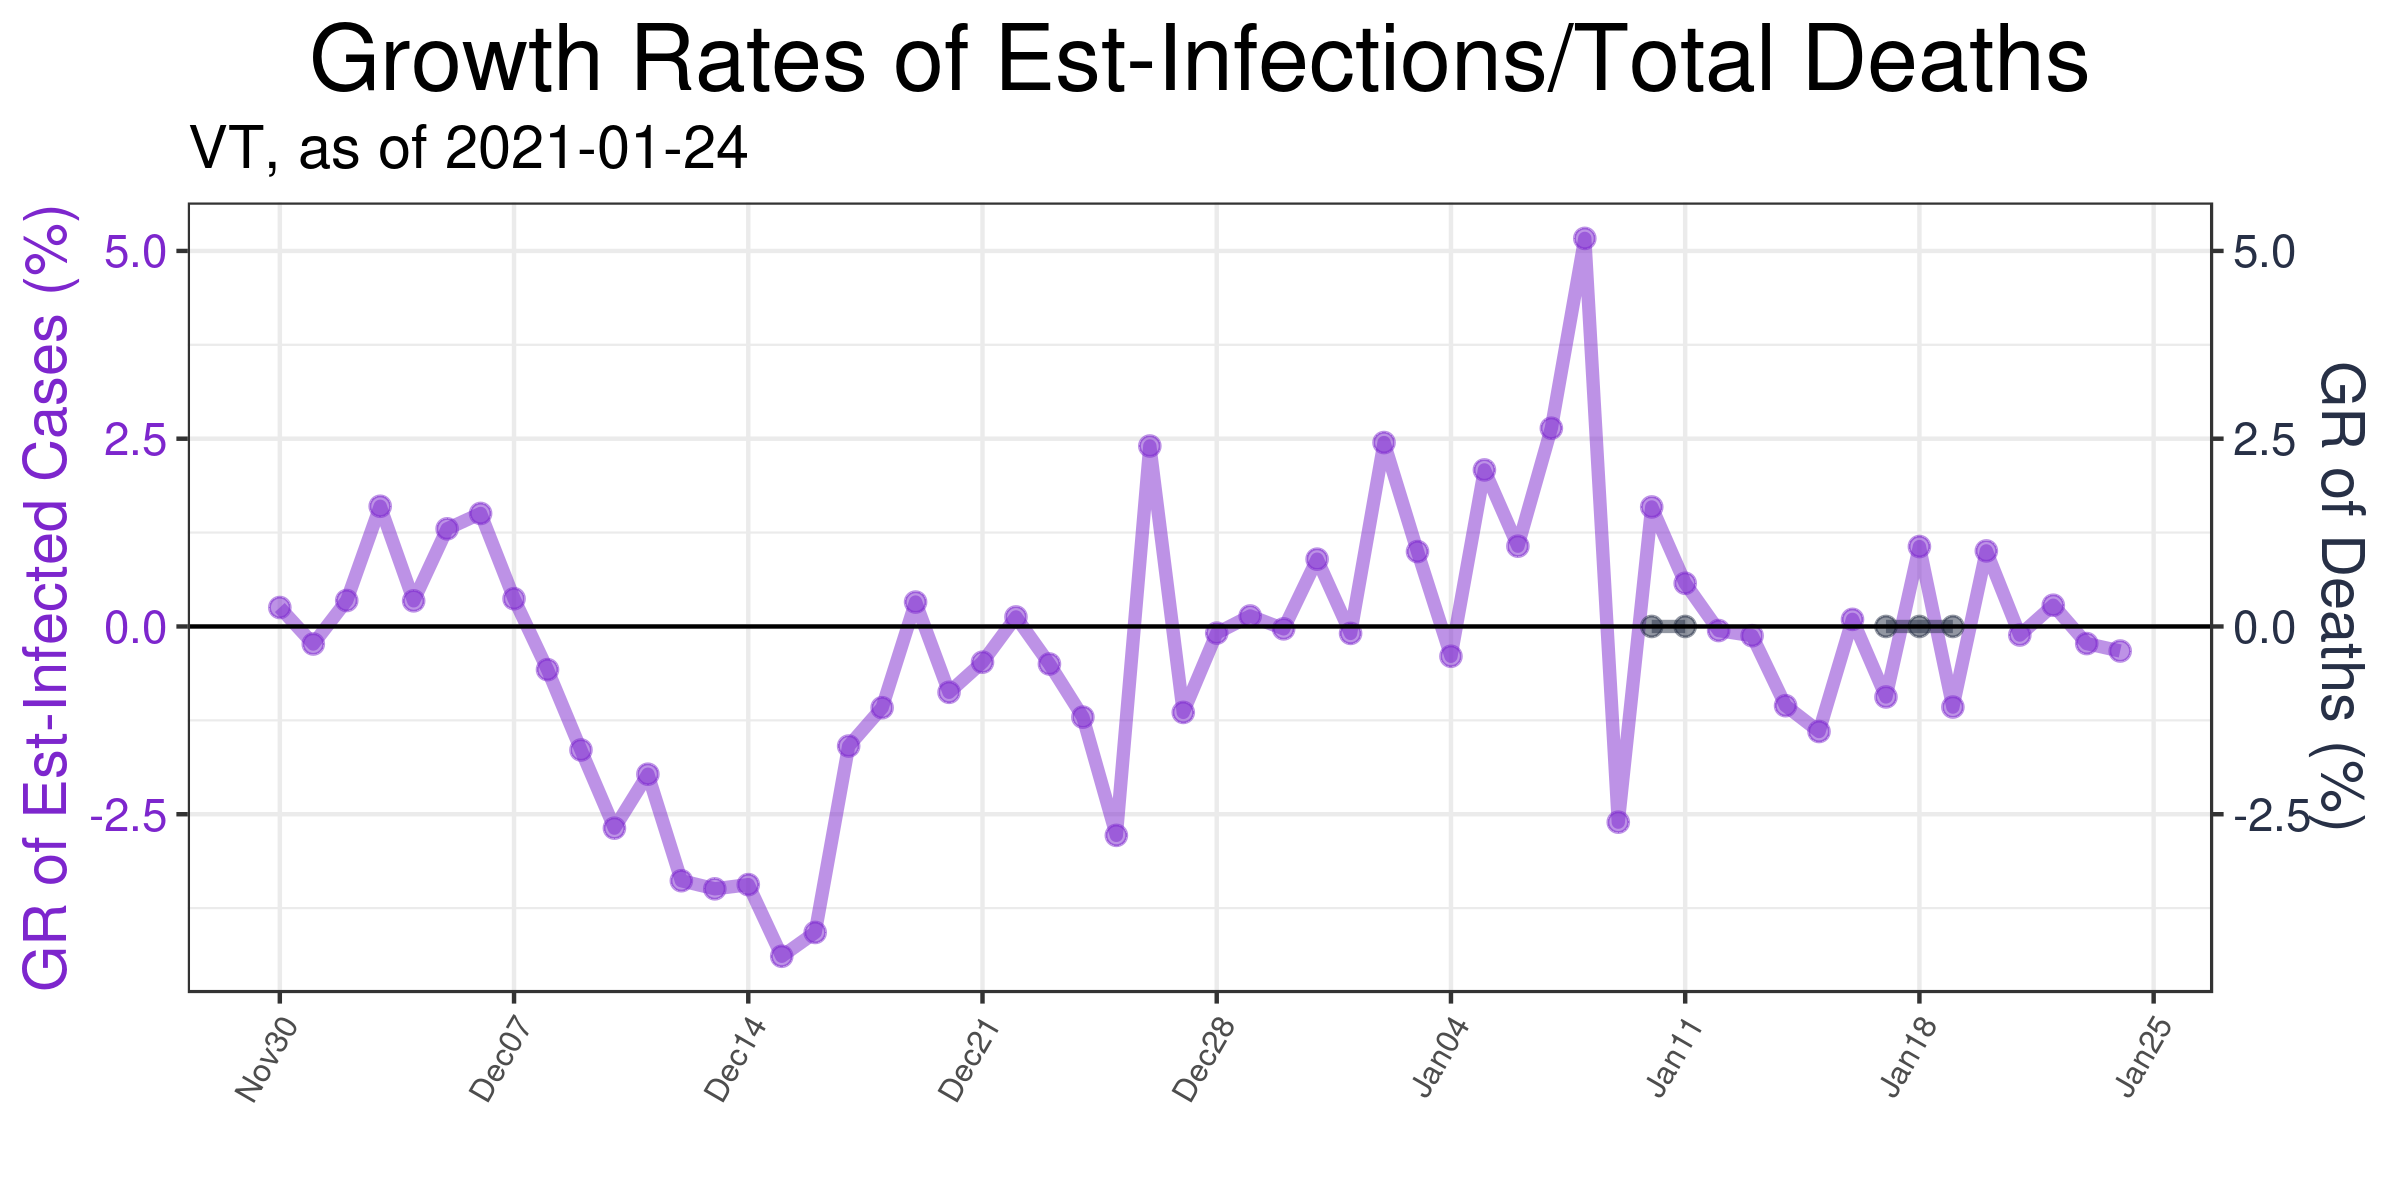 Growth Rates of Est-Infections/Total Deaths
VT, as of 2021-01-24
GR of Est-Infected Cases (%)
5.0
2.5
0.0
-2.5
5.0
2.5
0.0
-2.5
GR of Deaths (%)
Nov30
Dec07
Dec14
Dec21
Dec28
Jan04
Jan11
Jan18
Jan25